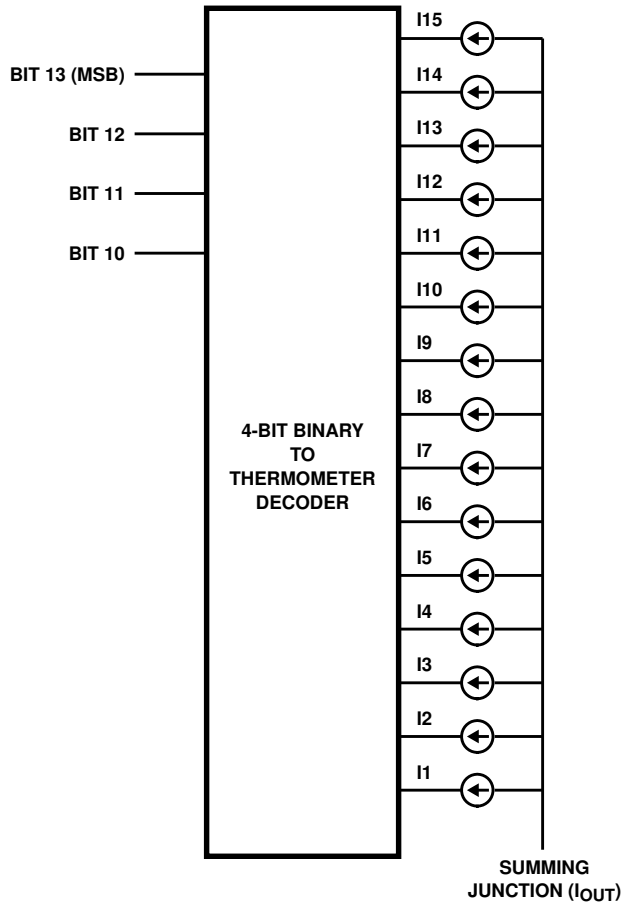 I15
BIT 13 (MSB)
I14
BIT 12
I13
BIT 11
I12
BIT 10
I11
I10
I9
I8
4-BIT BINARY
TO
THERMOMETER
DECODER
I7
I6
I5
I4
I3
I2
I1
SUMMING
JUNCTION (IOUT)